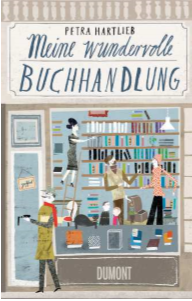 PETRA HARTLIEB
Meine wundervolle
BUCHHANDLUNG
DUMONT